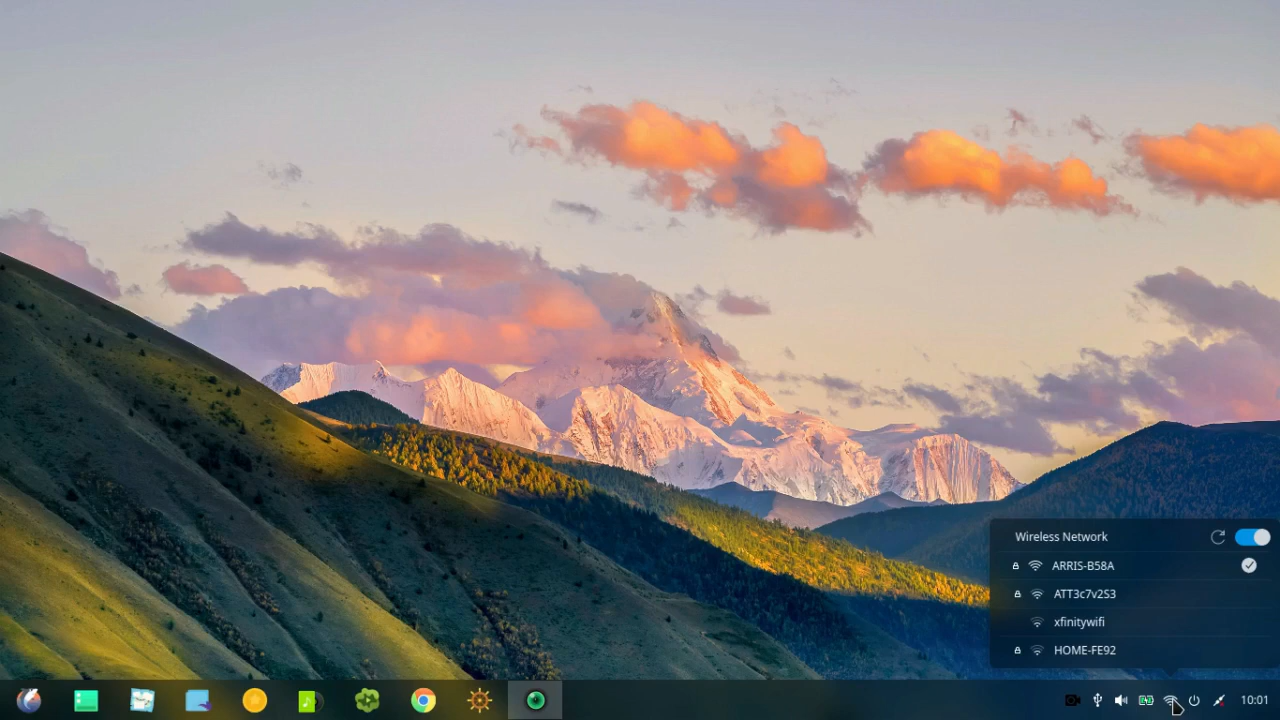 Wireless Network
ARRIS-B58A
ATT3c7v2S3
xfinitywifi
HOME-FE92
10:01